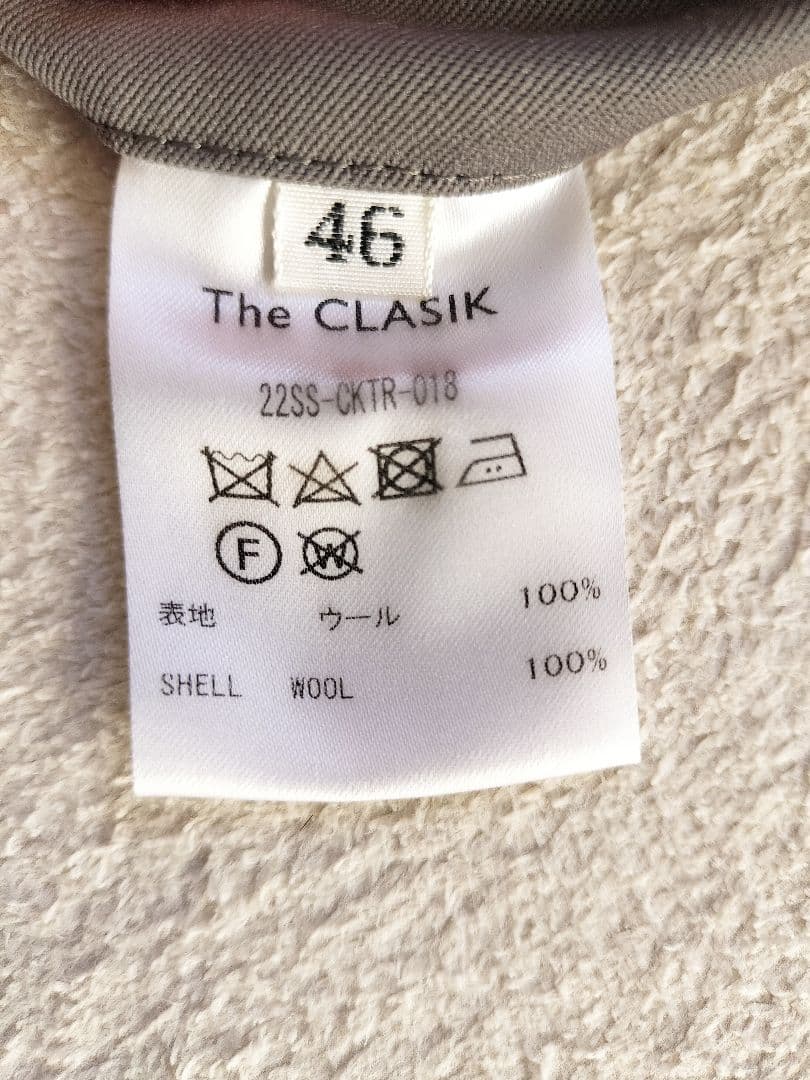 46
The CLASIK
22SS-CKTR-018
F W
表地 ウール 100%
SHELL WOOL 100%